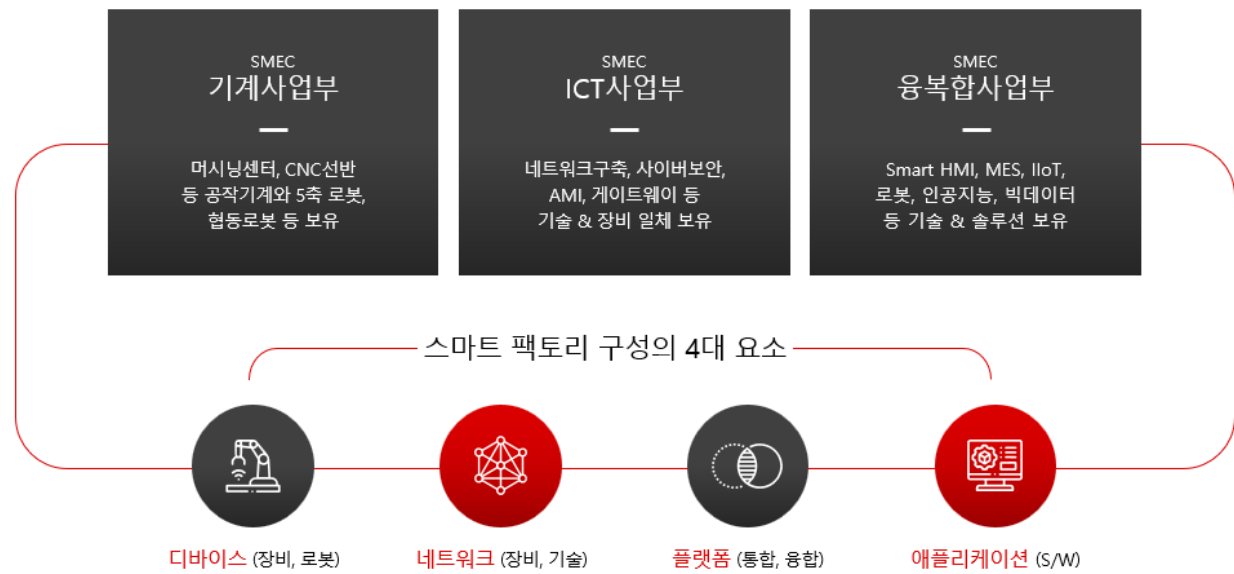 SMEC
기계사업부
머시닝센터, CNC선반
등 공작기계와 5축 로봇,
협동로봇 등 보유
SMEC
ICT사업부
네트워크구축, 사이버보안,
AMI, 게이트웨이 등
기술 & 장비 일체 보유
SMEC
융복합사업부
Smart HMI, MES, IIoT,
로봇, 인공지능, 빅데이터
등 기술 & 솔루션 보유
스마트 팩토리 구성의 4대 요소
디바이스 (장비, 로봇)
네트워크 (장비, 기술)
플랫폼 (통합, 융합)
애플리케이션 (S/W)